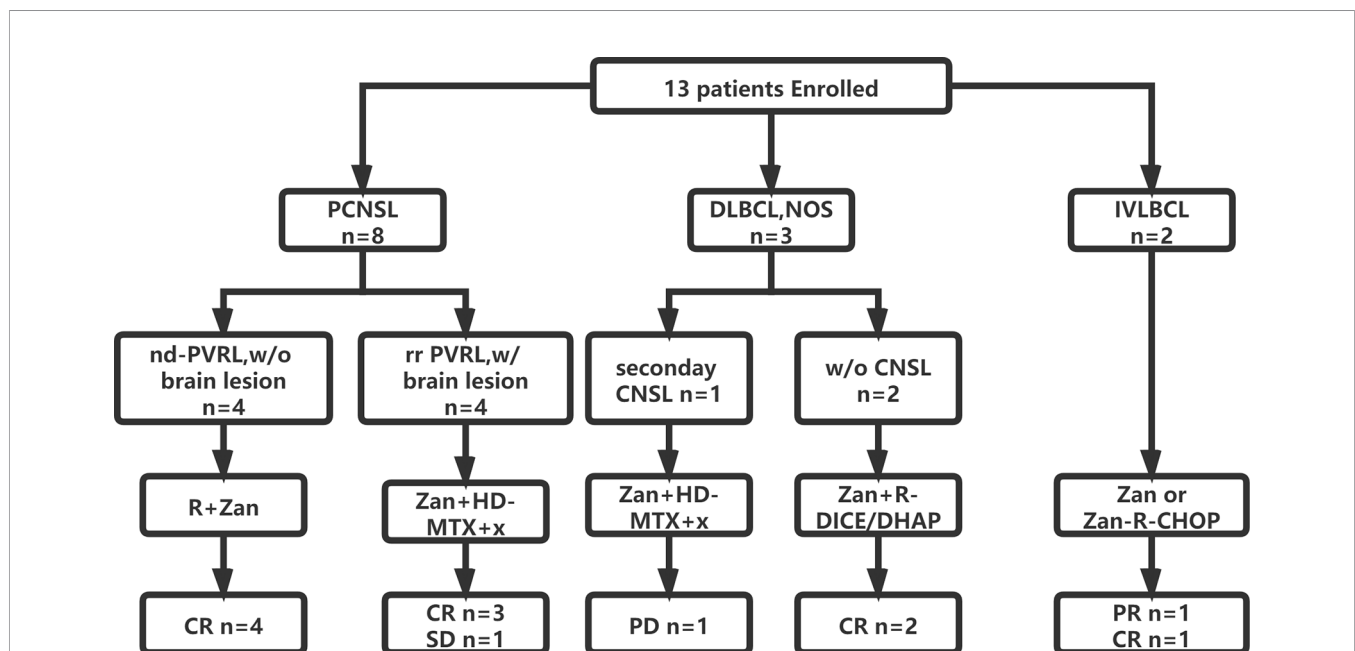 13 patients Enrolled
PCNSL
n=8
DLBCL,NOS
n=3
IVLBCL
n=2
nd-PVRL,w/o
brain lesion
n=4
rr PVRL,w/
brain lesion
n=4
seconday
CNSL n=1
w/o CNSL
n=2
R+Zan
Zan+HD-
MTX+x
Zan+HD-
MTX+x
Zan+R-
DICE/DHAP
Zan or
Zan-R-CHOP
CR n=4
CR n=3
SD n=1
PD n=1
CR n=2
PR n=1
CR n=1